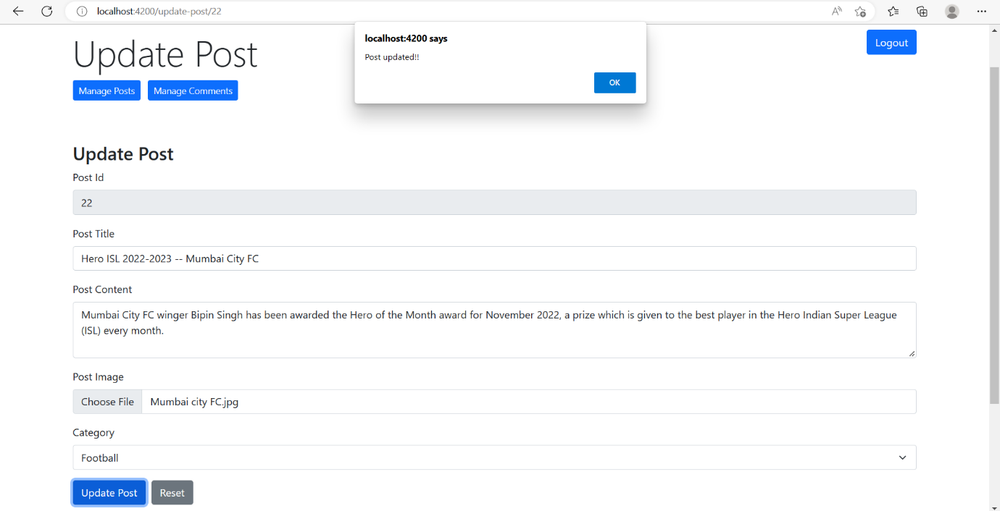 localhost:4200/update-post/22
localhost:4200 says
Post updated!!
OK
Update Post
Logout
Manage Posts
Manage Comments
Update Post
Post Id
22
Post Title
Hero ISL 2022-2023 -- Mumbai City FC
Post Content
Mumbai City FC winger Bipin Singh has been awarded the Hero of the Month award for November 2022, a prize which is given to the best player in the Hero Indian Super League
(ISL) every month.
Post Image
Choose File Mumbai city FC.jpg
Category
Football
Update Post Reset